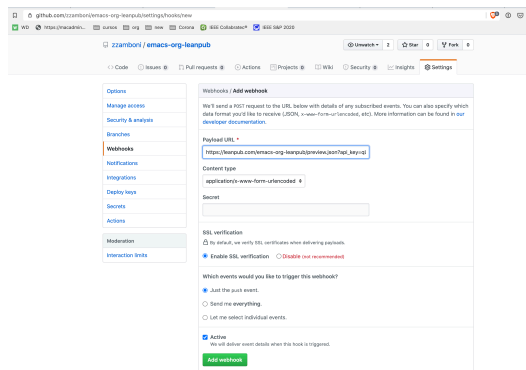 github.com/zzamboni/emacs-org-leanpub/settings/hooks/new
WD https://macadmin... cursos org new Corona IEEE Collabratec® IEEE S&P 2020
zzamboni / emacs-org-leanpub
Unwatch 2 Star 0 Fork 0
Code Issues 0 Pull requests 0 Actions Projects 0 Wiki Security 0 Insights Settings
Options
Manage access
Security & analysis
Branches
Webhooks
Notifications
Integrations
Deploy keys
Secrets
Actions
Moderation
Interaction limits
Webhooks / Add webhook
We'll send a POST request to the URL below with details of any subscribed events. You can also specify which
data format you'd like to receive (JSON, x-www-form-urlencoded, etc). More information can be found in our
developer documentation.
Payload URL *
https://leanpub.com/emacs-org-leanpub/preview.json?api_key=ql
Content type
application/x-www-form-urlencoded
Secret
SSL verification
By default, we verify SSL certificates when delivering payloads.
Enable SSL verification Disable (not recommended)
Which events would you like to trigger this webhook?
Just the push event.
Send me everything.
Let me select individual events.
Active
We will deliver event details when this hook is triggered.
Add webhook